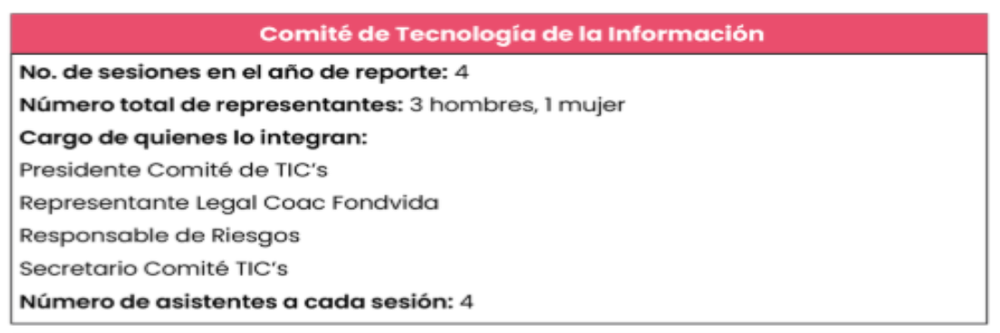 Comité de Tecnología de la Información
No. de sesiones en el año de reporte: 4
Número total de representantes: 3 hombres, 1 mujer
Cargo de quienes lo integran:
Presidente Comité de TIC's
Representante Legal Coac Fondvida
Responsable de Riesgos
Secretario Comité TIC's
Número de asistentes a cada sesión: 4